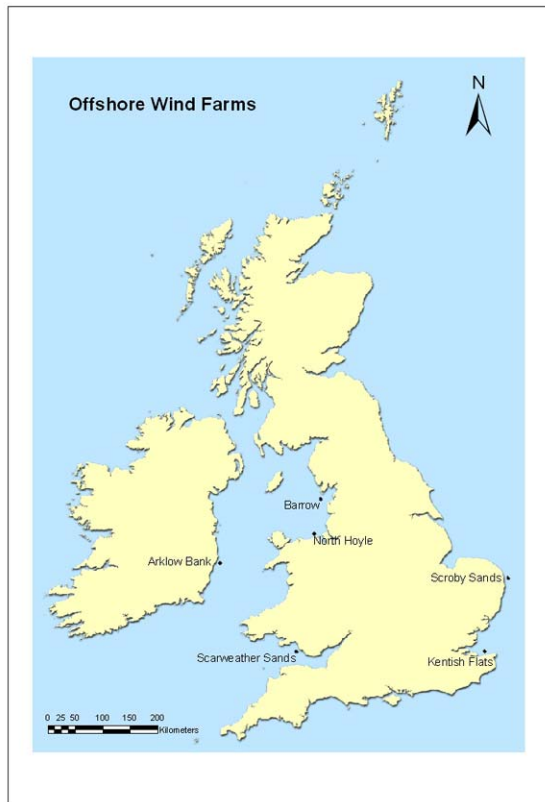 Offshore Wind Farms
N
Barrow
North Hoyle
Arklow Bank
Scroby Sands
Scarweather Sands
Kentish Flats
0 25 50 100 150 200
Kilometers